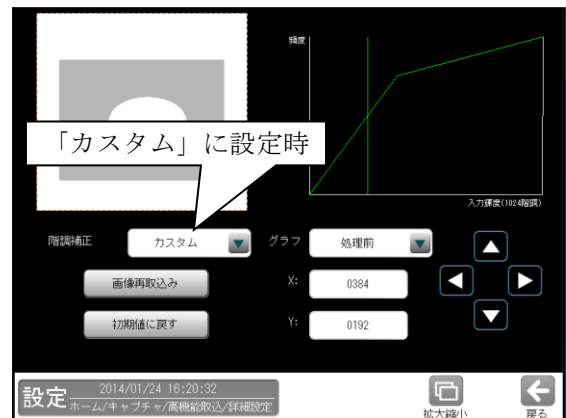 頻度
「カスタム」に設定時
入力輝度(1024階調)
階調補正
カスタム
グラフ
処理前
画像再取込み
X:
0384
初期値に戻す
Y:
0192
設定
2014/01/24 16:20:32
ホーム/キャプチャ/高機能取込/詳細設定
拡大縮小
戻る